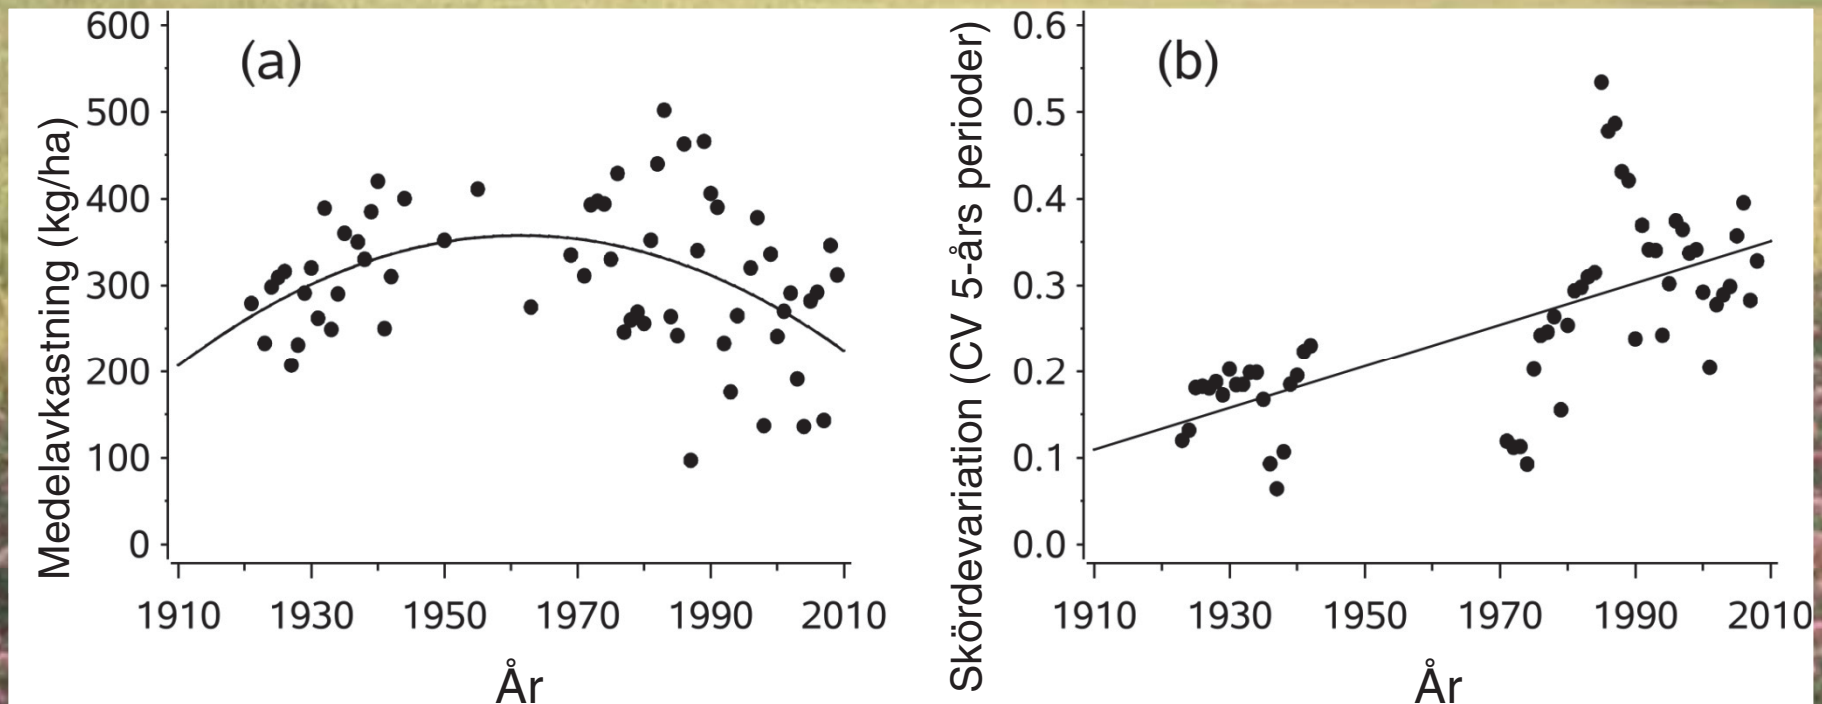 (a)
Medelavkastning (kg/ha)
600
500
400
300
200
100
0
1910 1930 1950 1970 1990 2010
År
(b)
Skördevariation (CV 5-års perioder)
0.6
0.5
0.4
0.3
0.2
0.1
0.0
1910 1930 1950 1970 1990 2010
År